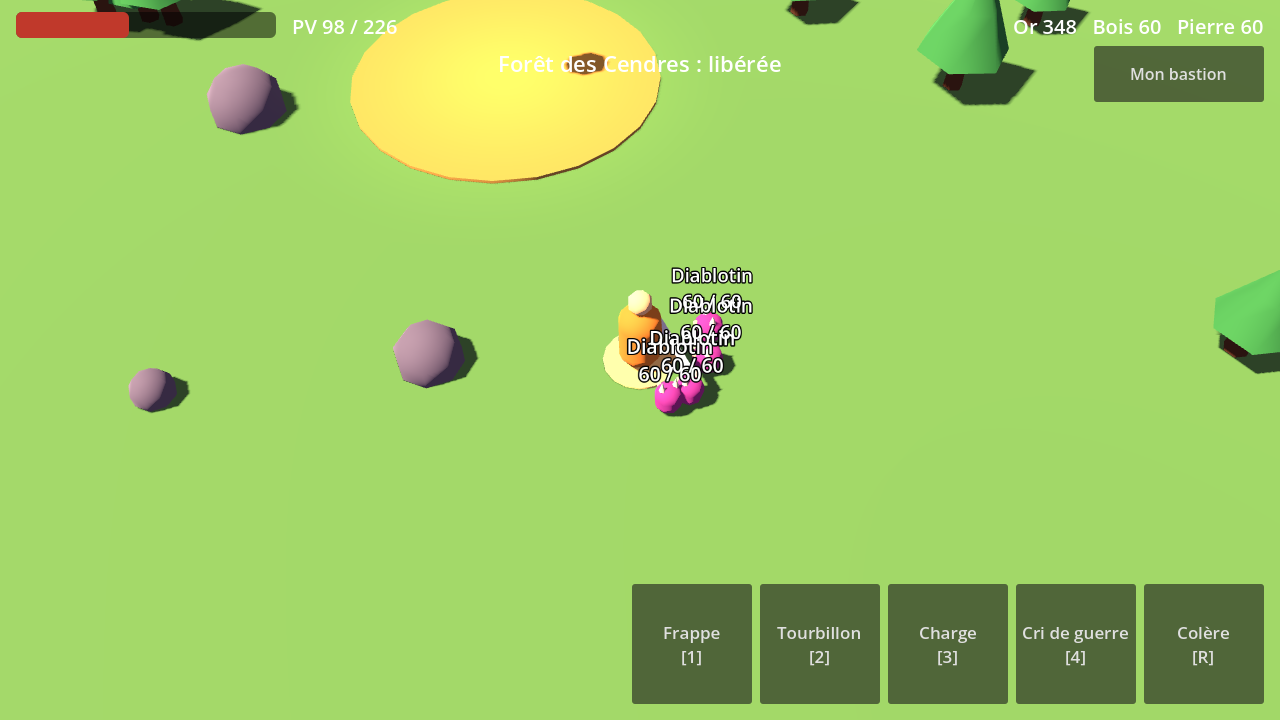 PV 98 / 226
Or 348 Bois 60 Pierre 60
Forêt des Cendres : libérée
Mon bastion
Diablotin
60 / 60
Diablotin
60 / 60
Diablotin
60 / 60
Diablotin
60 / 60
Frappe
[1]
Tourbillon
[2]
Charge
[3]
Cri de guerre
[4]
Colère
[R]